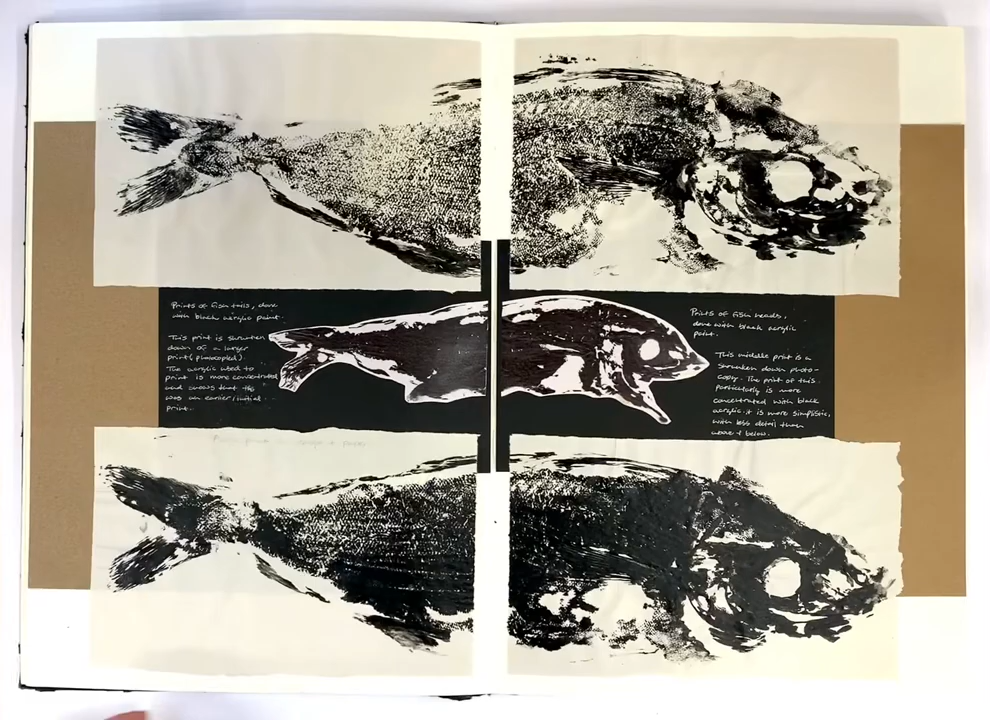 Prints of fish tails, done
with black acrylic paint.
This print is shrunken
down of a larger
print (photocopied).
The acrylic used to
print is more concentrated
and shows that this
was an earlier/initial
print.
Prints of fish heads,
done with black acrylic
paint.
This middle print is a
shrunken down photo-
copy. The print of this
particularly is more
concentrated with black
acrylic. it is more simplistic,
with less detail than
above & below.